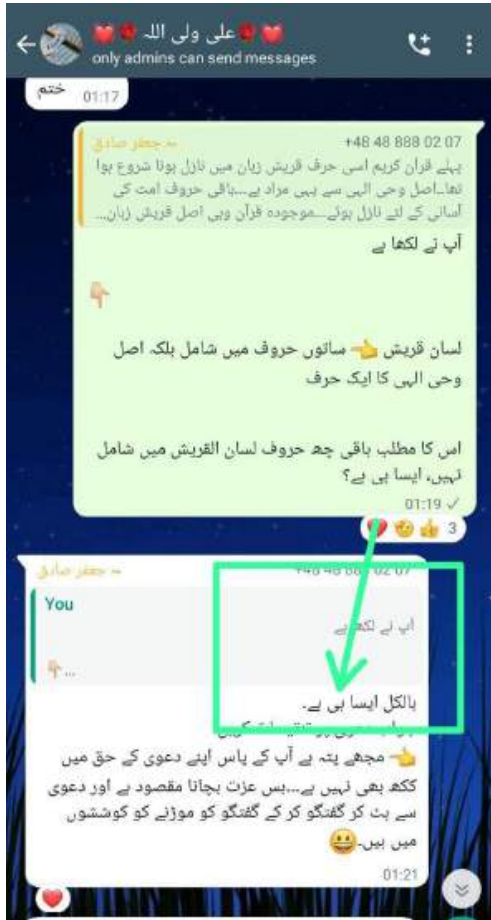 علی ولی اللہ
only admins can send messages
ختم
01:17
~ جعفر صادق +48 48 888 02 07
پہلے قرآن کریم اسی حرف قریش زبان میں نازل ہونا شروع ہوا
تھا۔اصل وحی الہی سے یہی مراد ہے۔۔۔باقی حروف امت کی
آسانی کے لئے نازل ہوئے۔۔۔موجودہ قرآن وہی اصل قریش زبان...
آپ نے لکھا ہے
👇🏻
لسان قریش 👈 ساتوں حروف میں شامل بلکہ اصل
وحی الہی کا ایک حرف
اس کا مطلب باقی چھ حروف لسان القریش میں شامل
نہیں، ایسا ہی ہے؟
01:19
❤️ 🧐 👍 3
~ جعفر صادق
You
آپ نے لکھا ہے
👇🏻...
بالکل ایسا ہی ہے۔
👈 مجھے پتہ ہے آپ کے پاس اپنے دعوی کے حق میں
ککھ بھی نہیں ہے۔۔۔بس عزت بچانا مقصود ہے اور دعوی
سے ہٹ کر گفتگو کر کے گفتگو کو موڑنے کو کوششوں
میں ہیں۔😃
01:21